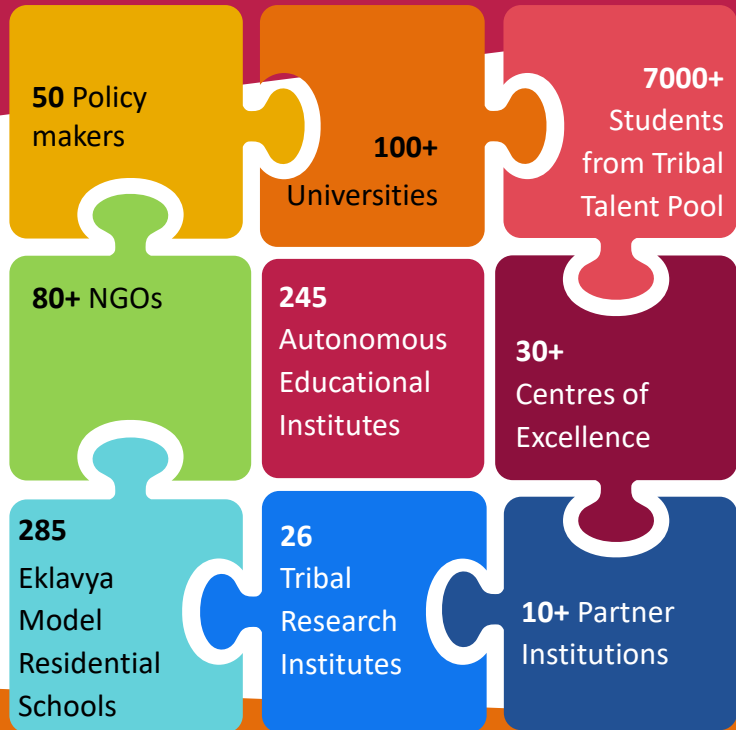 50 Policy
makers
100+
Universities
7000+
Students
from Tribal
Talent Pool
80+ NGOs
245
Autonomous
Educational
Institutes
30+
Centres of
Excellence
285
Eklavya
Model
Residential
Schools
26
Tribal
Research
Institutes
10+ Partner
Institutions